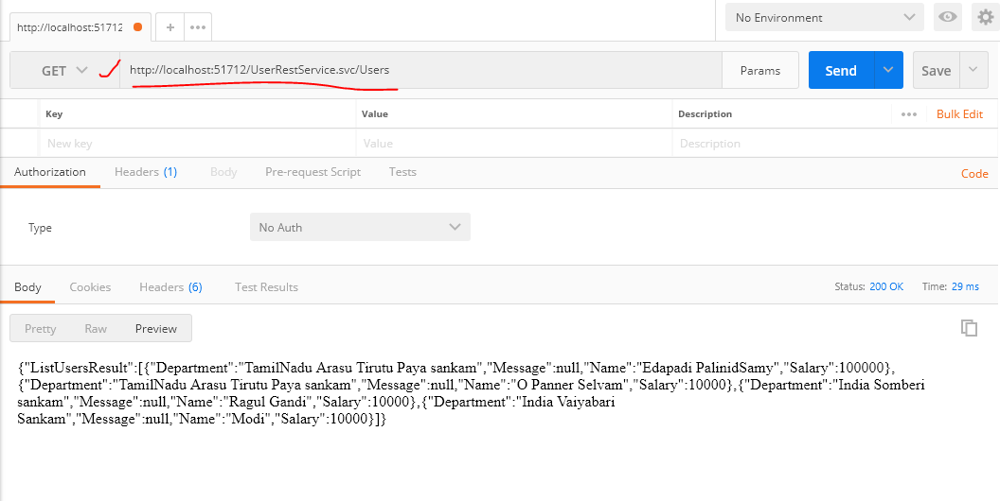 http://localhost:51712
+
•••
No Environment
GET
http://localhost:51712/UserRestService.svc/Users
Params
Send
Save
Key
Value
Description
•••
Bulk Edit
New key
Value
Description
Authorization
Headers (1)
Body
Pre-request Script
Tests
Code
Type
No Auth
Body
Cookies
Headers (6)
Test Results
Status: 200 OK
Time: 29 ms
Pretty
Raw
Preview
{"ListUsersResult":[{"Department":"TamilNadu Arasu Tirutu Paya sankam","Message":null,"Name":"Edapadi PalinidSamy","Salary":100000},
{"Department":"TamilNadu Arasu Tirutu Paya sankam","Message":null,"Name":"O Panner Selvam","Salary":10000},{"Department":"India Somberi
sankam","Message":null,"Name":"Ragul Gandi","Salary":10000},{"Department":"India Vaiyabari
Sankam","Message":null,"Name":"Modi","Salary":10000}]}